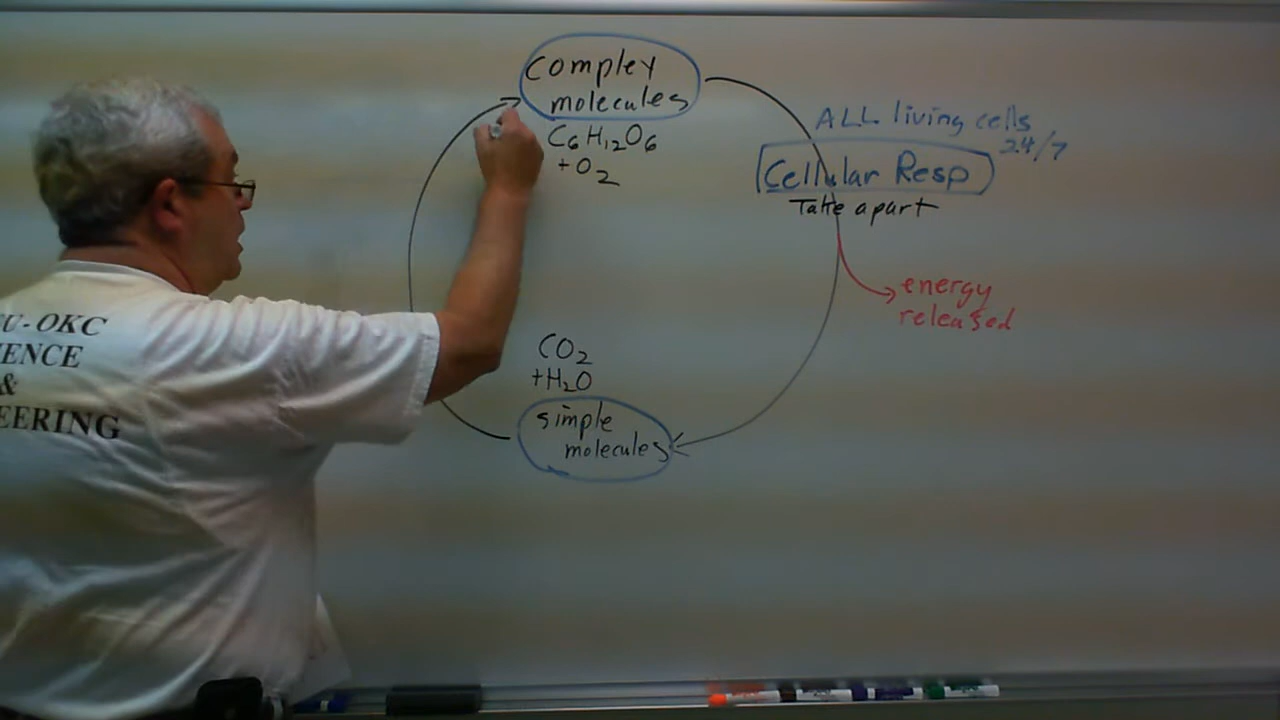 Complex
molecules
C6H12O6
+O2
ALL living cells
24/7
Cellular Resp
Take apart
energy
released
CO2
+H2O
simple
molecules
U-OKC
IENCE
&
EERING